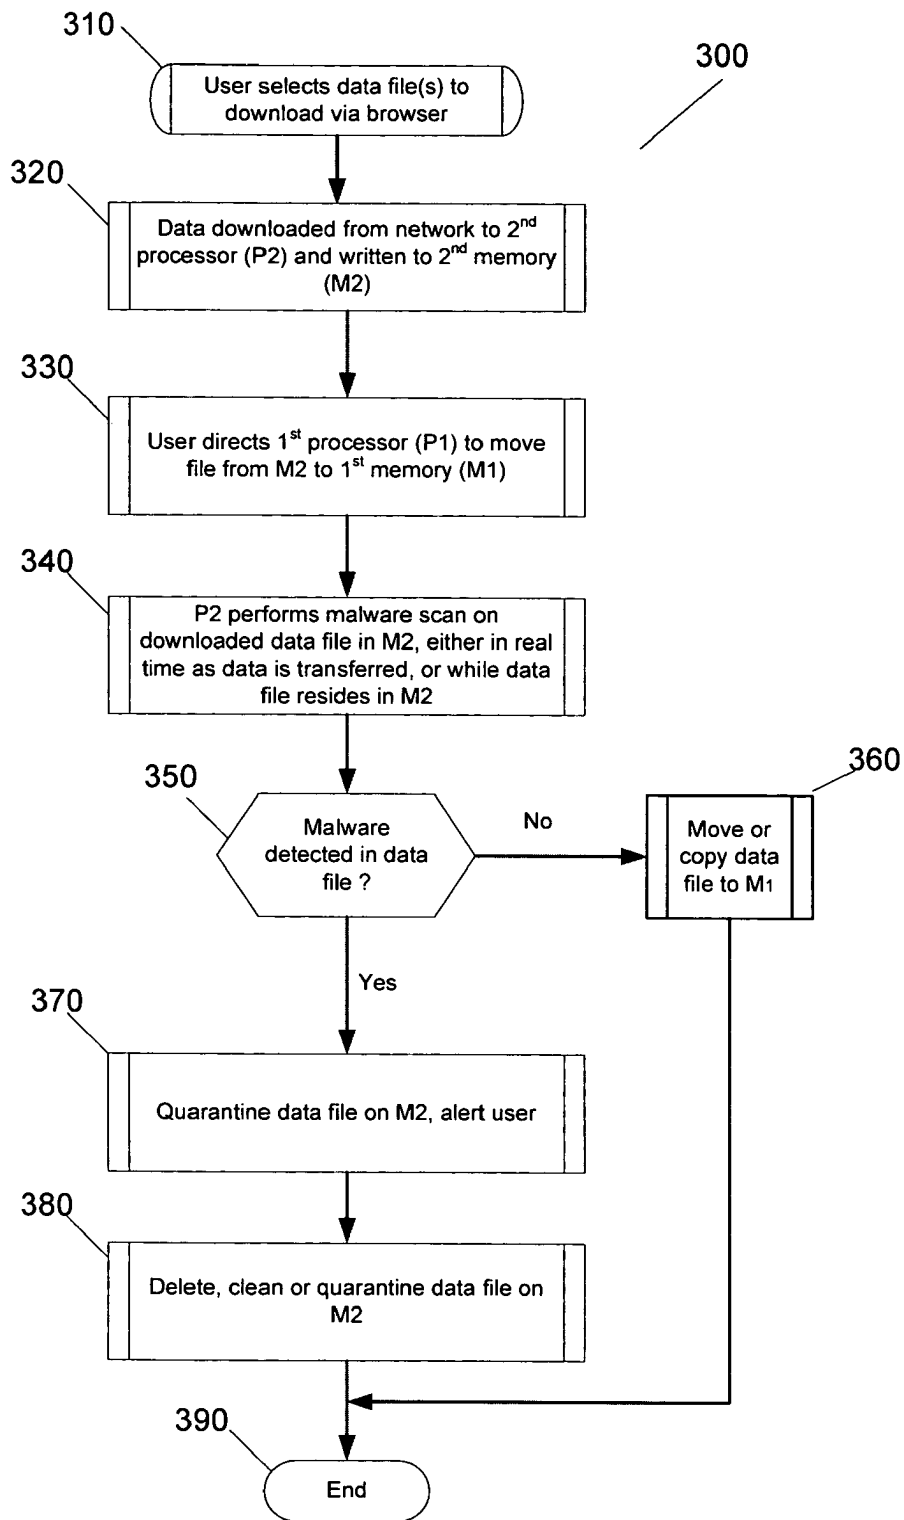 310
300
User selects data file(s) to
download via browser
320
Data downloaded from network to 2nd
processor (P2) and written to 2nd memory
(M2)
330
User directs 1st processor (P1) to move
file from M2 to 1st memory (M1)
340
P2 performs malware scan on
downloaded data file in M2, either in real
time as data is transferred, or while data
file resides in M2
350
360
Malware
detected in data
file ?
No
Move or
copy data
file to M1
Yes
370
Quarantine data file on M2, alert user
380
Delete, clean or quarantine data file on
M2
390
End